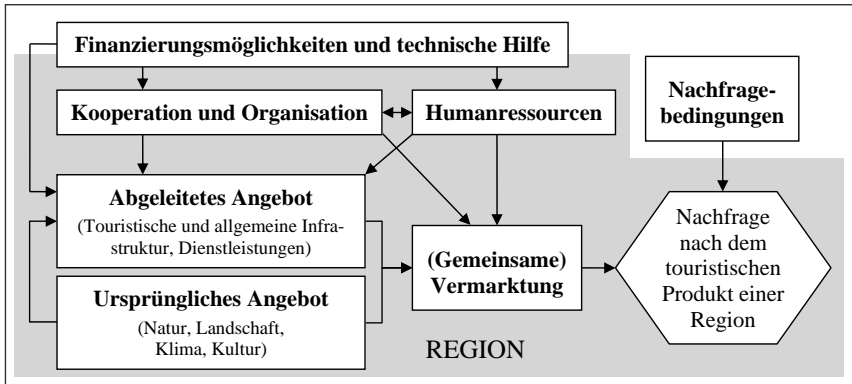 Finanzierungsmöglichkeiten und technische Hilfe
Kooperation und Organisation
Humanressourcen
Nachfrage-
bedingungen
Abgeleitetes Angebot
(Touristische und allgemeine Infra-
struktur, Dienstleistungen)
Ursprüngliches Angebot
(Natur, Landschaft,
Klima, Kultur)
(Gemeinsame)
Vermarktung
Nachfrage
nach dem
touristischen
Produkt einer
Region
REGION